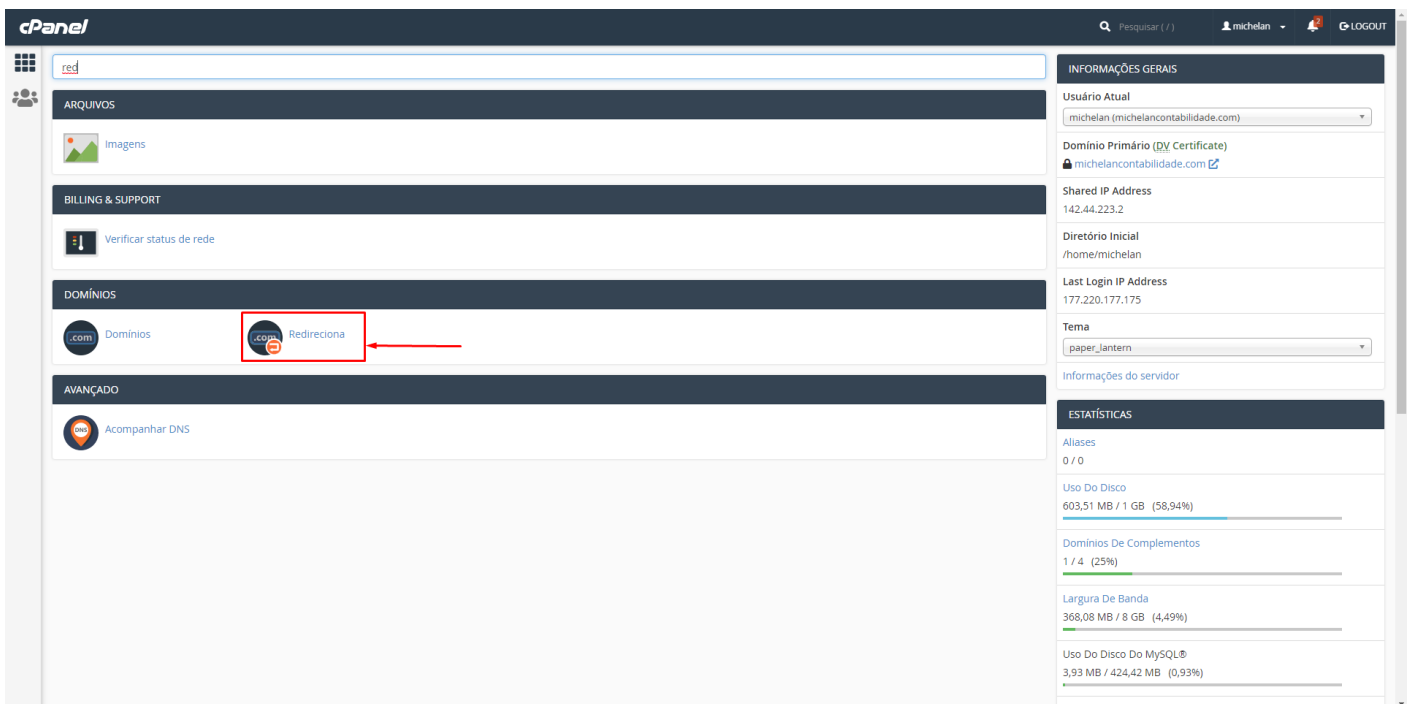 cPanel
Pesquisar ( / )
michelan
2
LOGOUT
red
ARQUIVOS
Imagens
BILLING & SUPPORT
Verificar status de rede
DOMÍNIOS
.com
Domínios
.com
Redireciona
AVANÇADO
DNS
Acompanhar DNS
INFORMAÇÕES GERAIS
Usuário Atual
michelan (michelancontabilidade.com)
Domínio Primário (DV Certificate)
michelancontabilidade.com
Shared IP Address
142.44.223.2
Diretório Inicial
/home/michelan
Last Login IP Address
177.220.177.175
Tema
paper_lantern
Informações do servidor
ESTATÍSTICAS
Aliases
0 / 0
Uso Do Disco
603,51 MB / 1 GB (58,94%)
Domínios De Complementos
1 / 4 (25%)
Largura De Banda
368,08 MB / 8 GB (4,49%)
Uso Do Disco Do MySQL®
3,93 MB / 424,42 MB (0,93%)